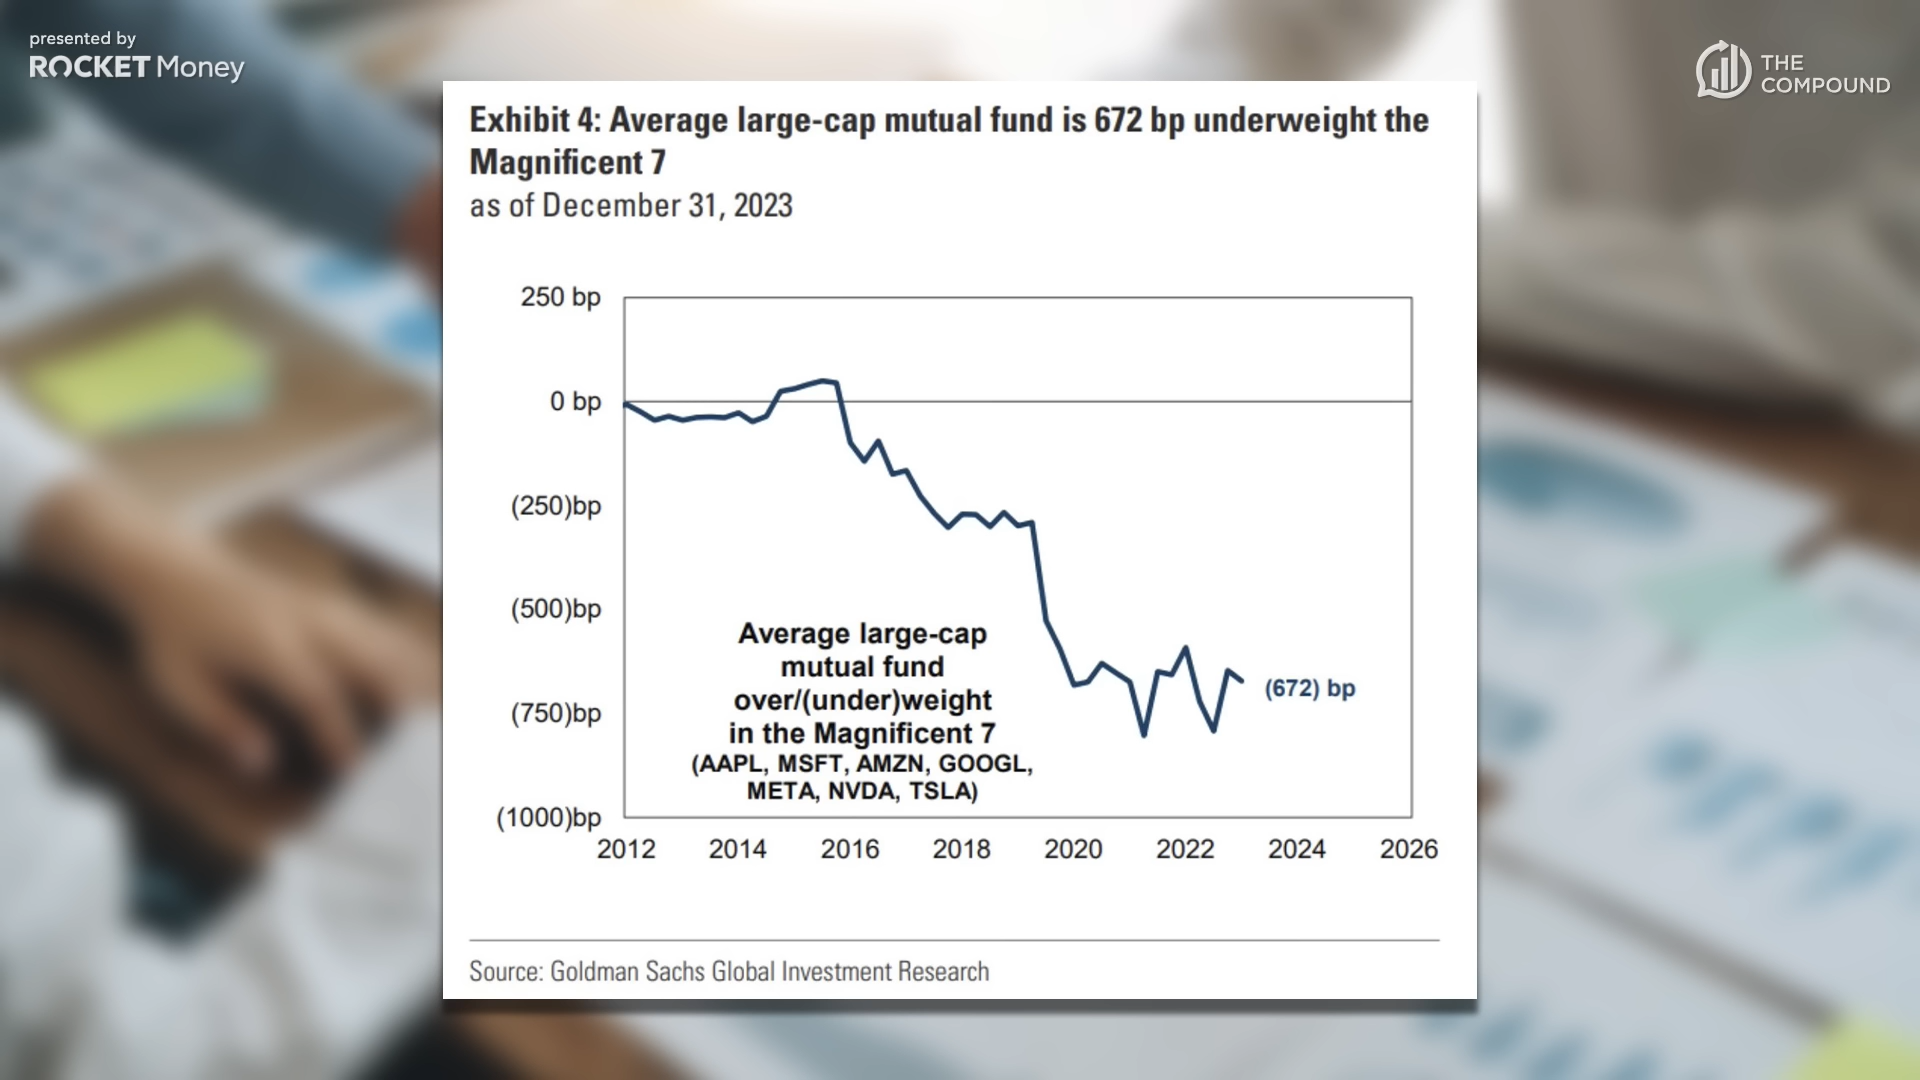 presented by
ROCKET Money
THE
COMPOUND
Exhibit 4: Average large-cap mutual fund is 672 bp underweight the
Magnificent 7
as of December 31, 2023
250 bp
0 bp
(250)bp
(500)bp
(750)bp
(1000)bp
Average large-cap
mutual fund
over/(under)weight
in the Magnificent 7
(AAPL, MSFT, AMZN, GOOGL,
META, NVDA, TSLA)
(672) bp
2012 2014 2016 2018 2020 2022 2024 2026
Source: Goldman Sachs Global Investment Research